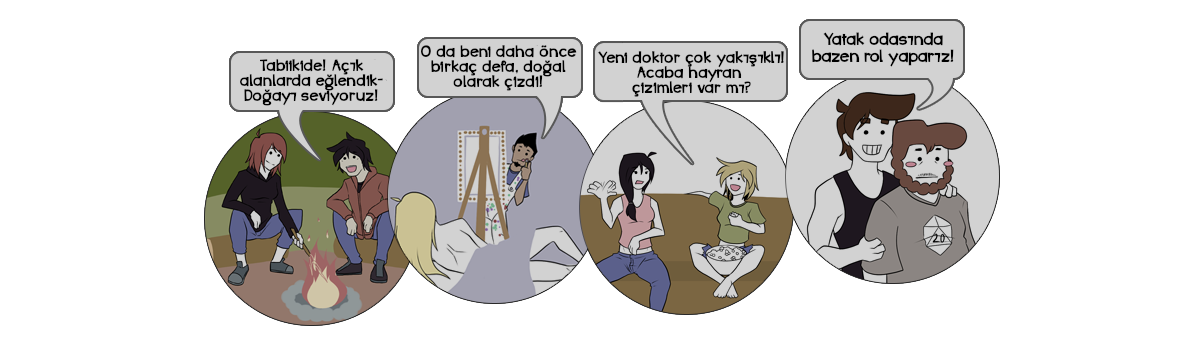 Tabiikide! Açık
alanlarda eğlendik-
Doğayı seviyoruz!
O da beni daha önce
birkaç defa, doğal
olarak çizdi!
Yeni doktor çok yakışıklı!
Acaba hayran
çizimleri var mı?
Yatak odasında
bazen rol yaparız!
20